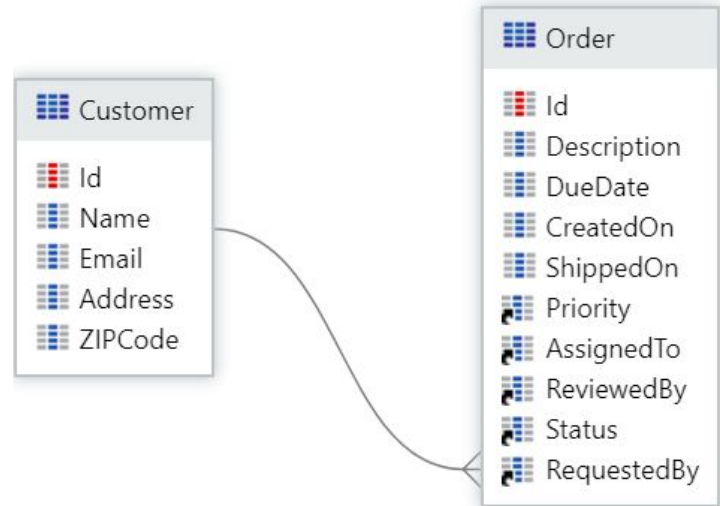 Customer
Id
Name
Email
Address
ZIPCode
Order
Id
Description
DueDate
CreatedOn
ShippedOn
Priority
AssignedTo
ReviewedBy
Status
RequestedBy